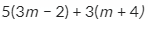 5(3m − 2) + 3(m + 4)